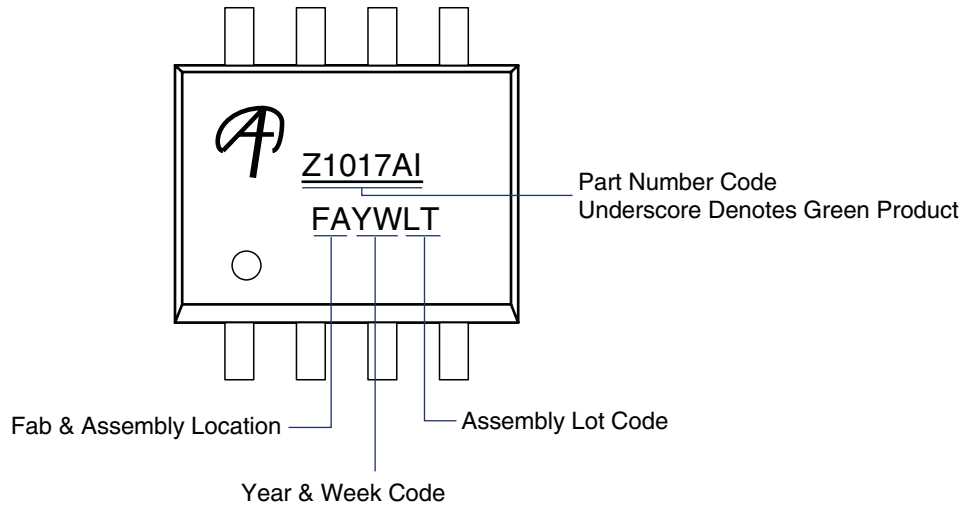 Z1017AI
FAYWLT
Part Number Code
Underscore Denotes Green Product
Fab & Assembly Location
Assembly Lot Code
Year & Week Code